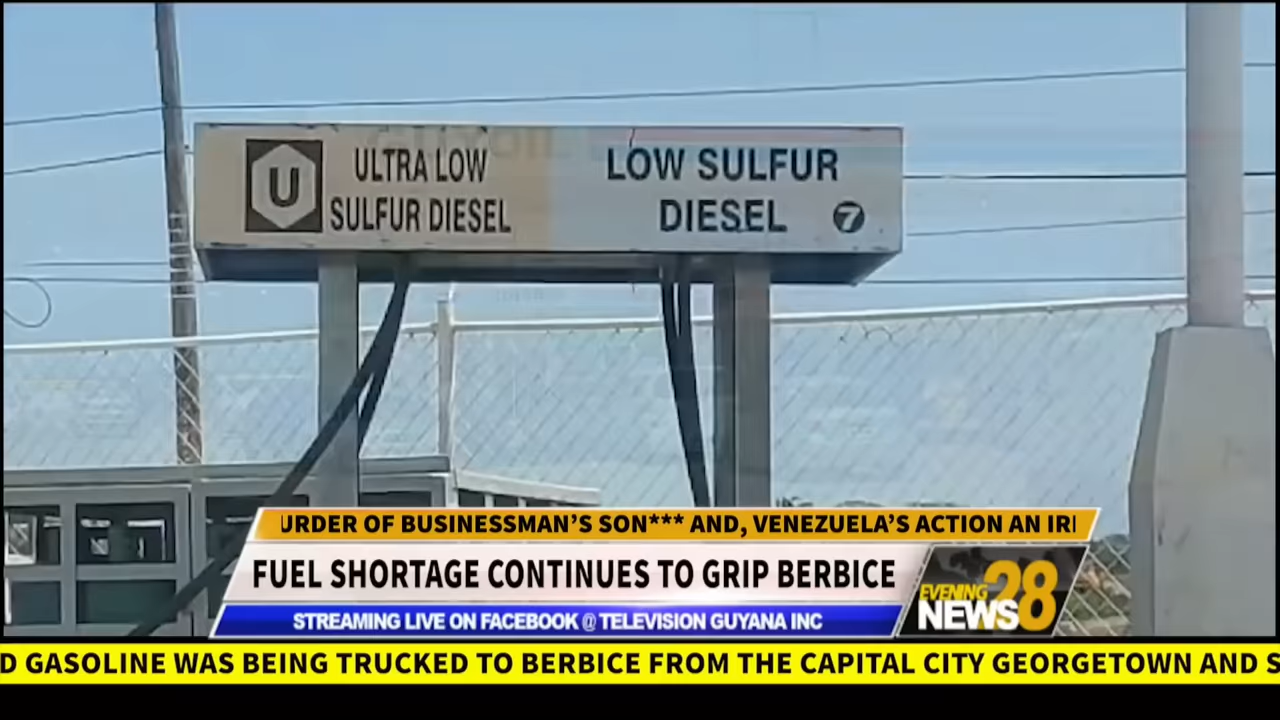 U
ULTRA LOW
SULFUR DIESEL
LOW SULFUR
DIESEL 7
URDER OF BUSINESSMAN'S SON*** AND, VENEZUELA'S ACTION AN IRI
FUEL SHORTAGE CONTINUES TO GRIP BERBICE
EVENING
NEWS 28
STREAMING LIVE ON FACEBOOK @ TELEVISION GUYANA INC
D GASOLINE WAS BEING TRUCKED TO BERBICE FROM THE CAPITAL CITY GEORGETOWN AND S